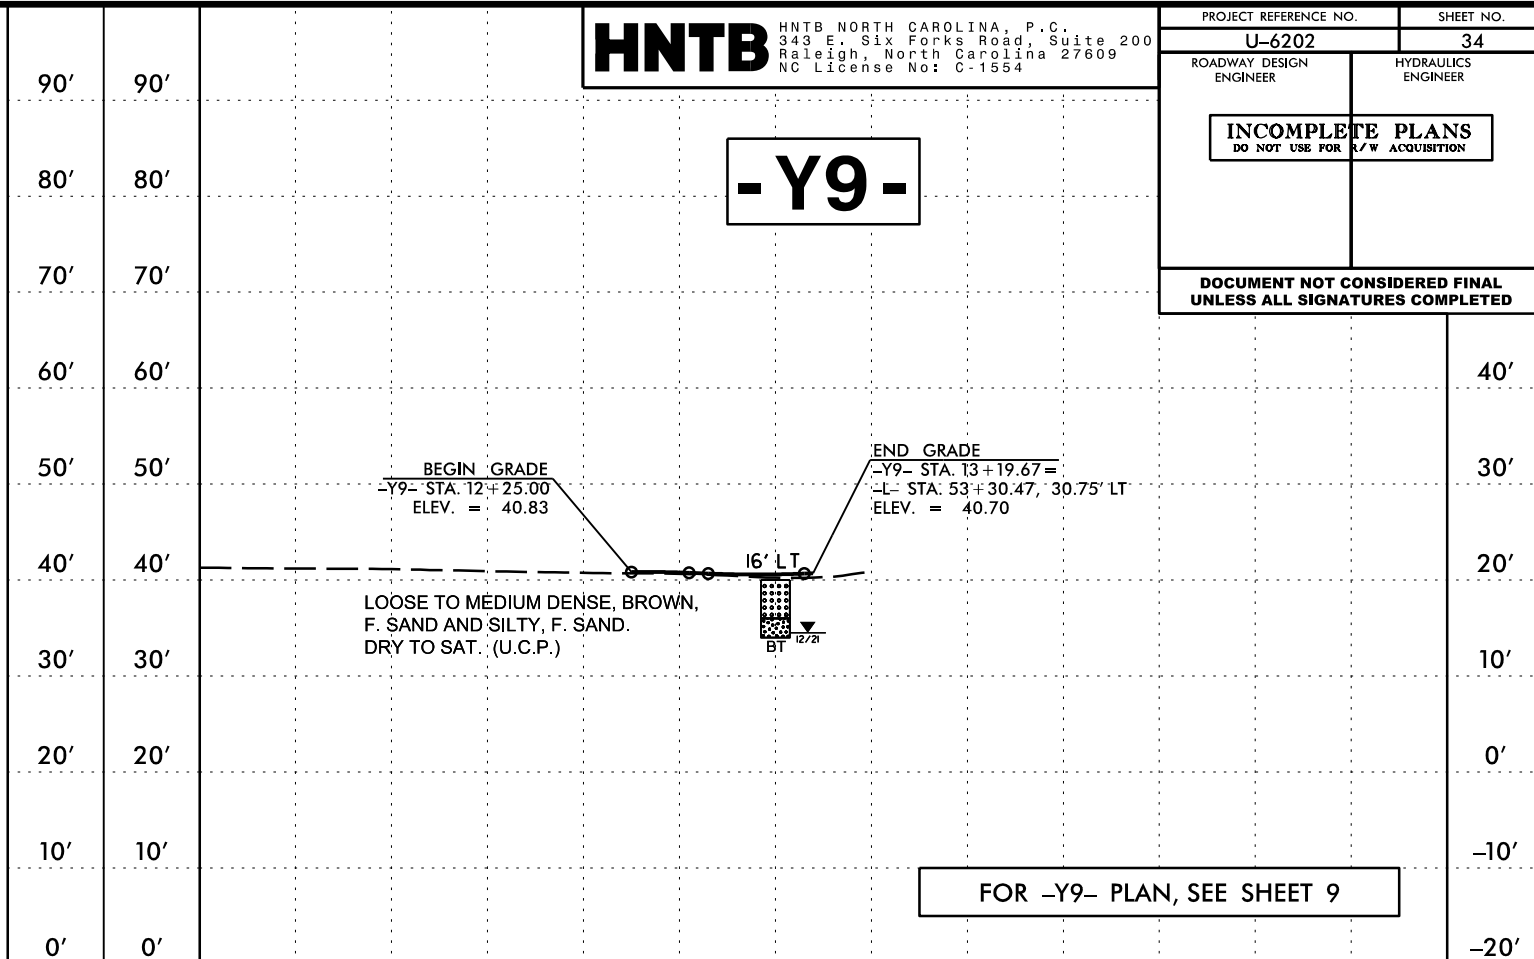 HNTB
HNTB NORTH CAROLINA, P.C.
343 E. Six Forks Road, Suite 200
Raleigh, North Carolina 27609
NC License No: C-1554
PROJECT REFERENCE NO.
SHEET NO.
U–6202
34
ROADWAY DESIGN
ENGINEER
HYDRAULICS
ENGINEER
INCOMPLETE PLANS
DO NOT USE FOR R/W ACQUISITION
DOCUMENT NOT CONSIDERED FINAL
UNLESS ALL SIGNATURES COMPLETED
-Y9-
90′ 90′
80′ 80′
70′ 70′
60′ 60′ 40′
50′ 50′ 30′
BEGIN GRADE
–Y9– STA. 12+25.00
ELEV. = 40.83
END GRADE
–Y9– STA. 13+19.67=
–L– STA. 53+30.47, 30.75′ LT
ELEV. = 40.70
40′ 40′ 20′
16′ LT
LOOSE TO MEDIUM DENSE, BROWN,
F. SAND AND SILTY, F. SAND.
DRY TO SAT. (U.C.P.)
BT
12/21
30′ 30′ 10′
20′ 20′ 0′
10′ 10′ –10′
FOR –Y9– PLAN, SEE SHEET 9
0′ 0′ –20′